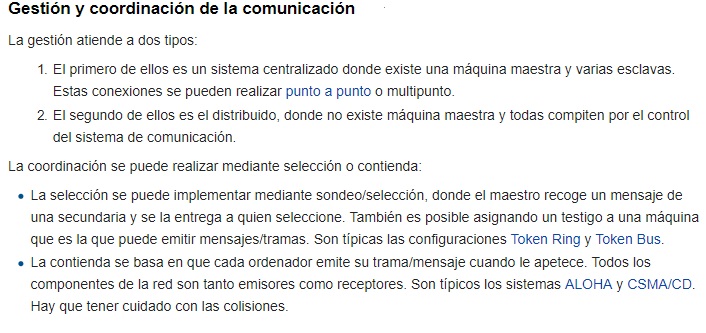 Gestión y coordinación de la comunicación
La gestión atiende a dos tipos:
1. El primero de ellos es un sistema centralizado donde existe una máquina maestra y varias esclavas.
Estas conexiones se pueden realizar punto a punto o multipunto.
2. El segundo de ellos es el distribuido, donde no existe máquina maestra y todas compiten por el control
del sistema de comunicación.
La coordinación se puede realizar mediante selección o contienda:
• La selección se puede implementar mediante sondeo/selección, donde el maestro recoge un mensaje de
una secundaria y se la entrega a quien seleccione. También es posible asignando un testigo a una máquina
que es la que puede emitir mensajes/tramas. Son típicas las configuraciones Token Ring y Token Bus.
• La contienda se basa en que cada ordenador emite su trama/mensaje cuando le apetece. Todos los
componentes de la red son tanto emisores como receptores. Son típicos los sistemas ALOHA y CSMA/CD.
Hay que tener cuidado con las colisiones.